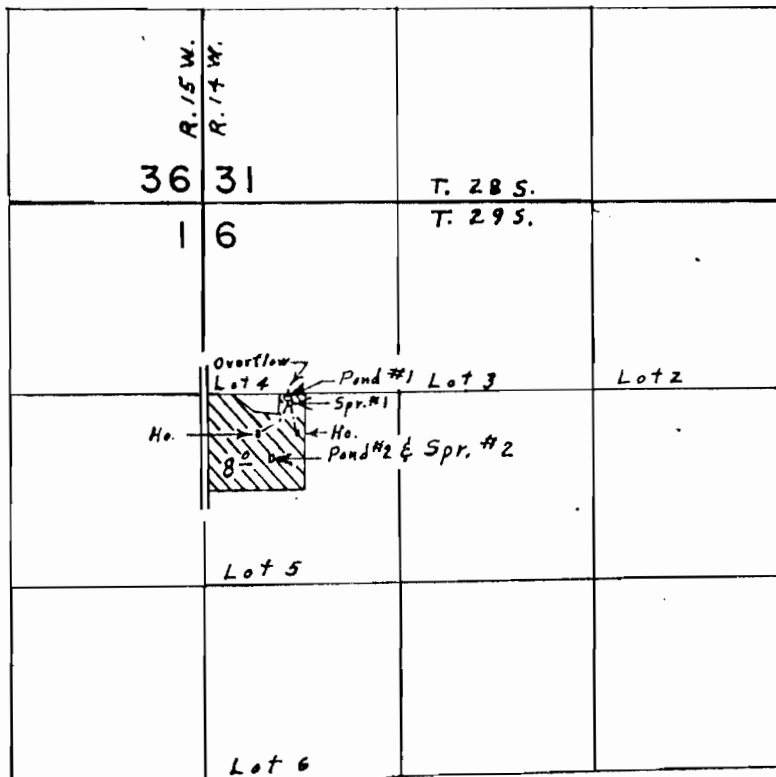 R. 15 W.
R. 14 W.
36 31
T. 28 S.
T. 29 S.
1 6
Overflow
Lot 4 Pond #1 Lot 3 Lot 2
Spr. #1
Ho. Ho.
Pond #2 & Spr. #2
8.0
Lot 5
Lot 6